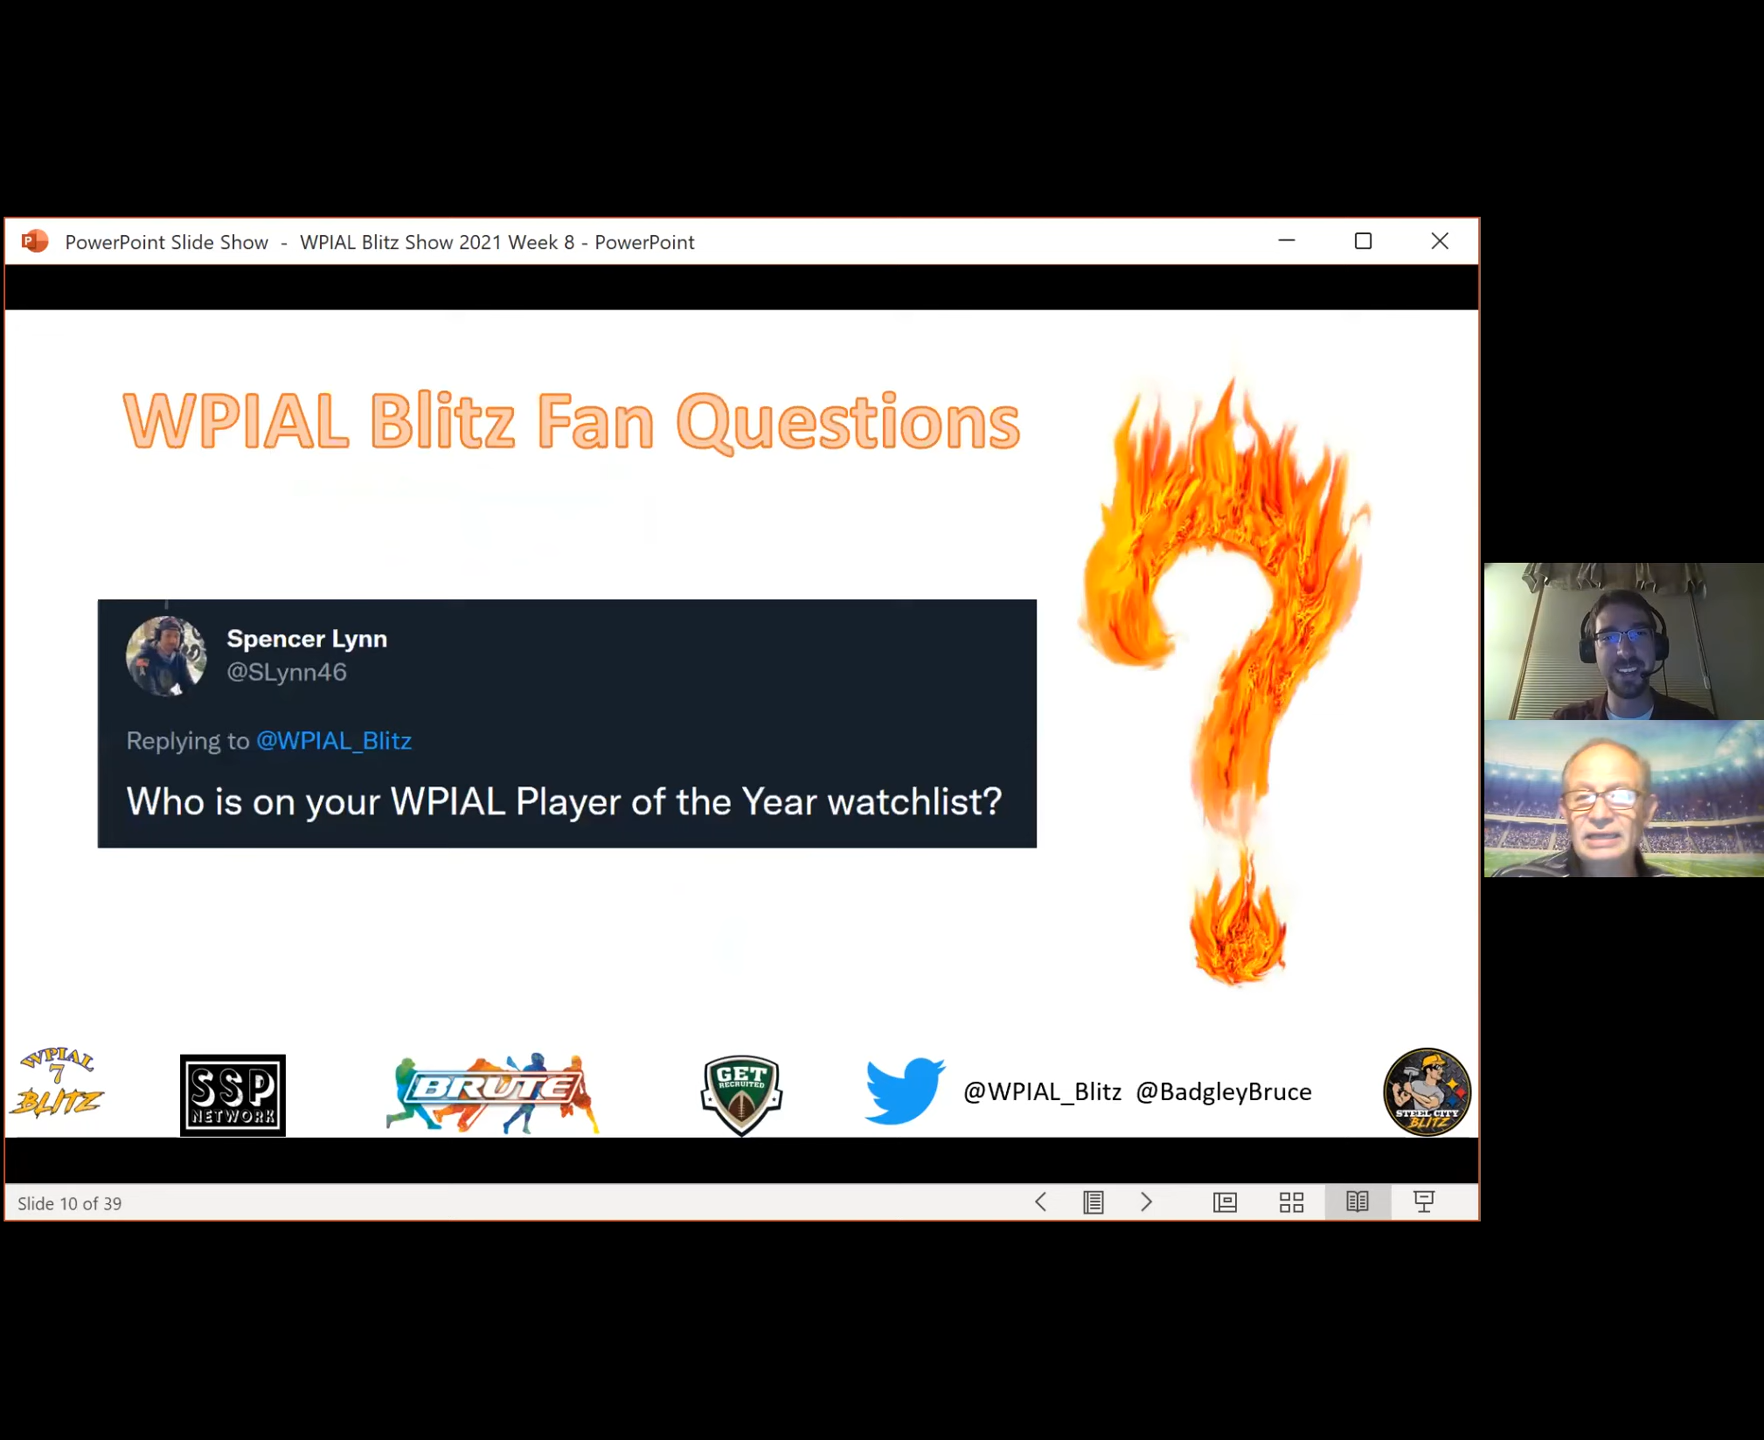 PowerPoint Slide Show - WPIAL Blitz Show 2021 Week 8 - PowerPoint
WPIAL Blitz Fan Questions
Spencer Lynn
@SLynn46
Replying to @WPIAL_Blitz
Who is on your WPIAL Player of the Year watchlist?
WPIAL
7
BLITZ
SSP
NETWORK
BRUTE
GET
RECRUITED
@WPIAL_Blitz @BadgleyBruce
STEEL CITY
BLITZ
Slide 10 of 39